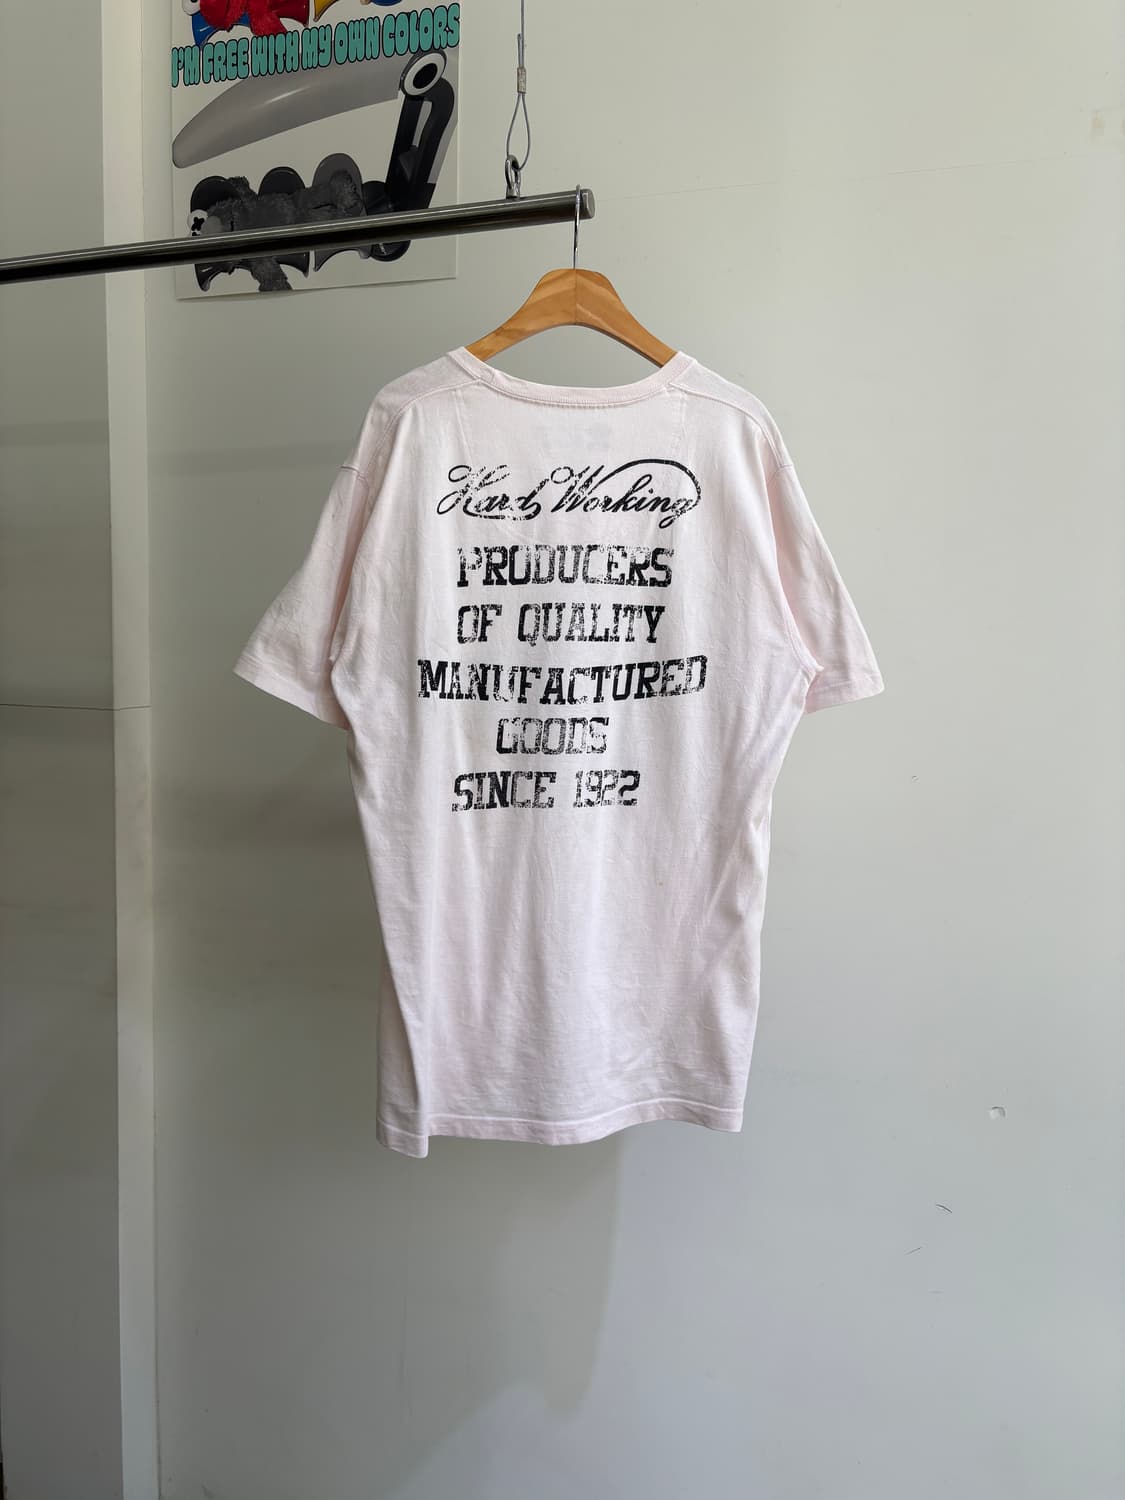 I'M FREE WITH MY OWN COLORS
Hard Working
PRODUCERS
OF QUALITY
MANUFACTURED
GOODS
SINCE 1922